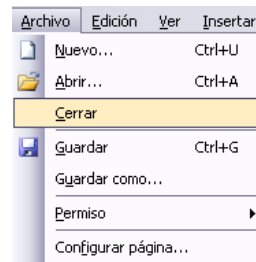 Archivo Edición Ver Insertar
Nuevo... Ctrl+U
Abrir... Ctrl+A
Cerrar
Guardar Ctrl+G
Guardar como...
Permiso
Configurar página...